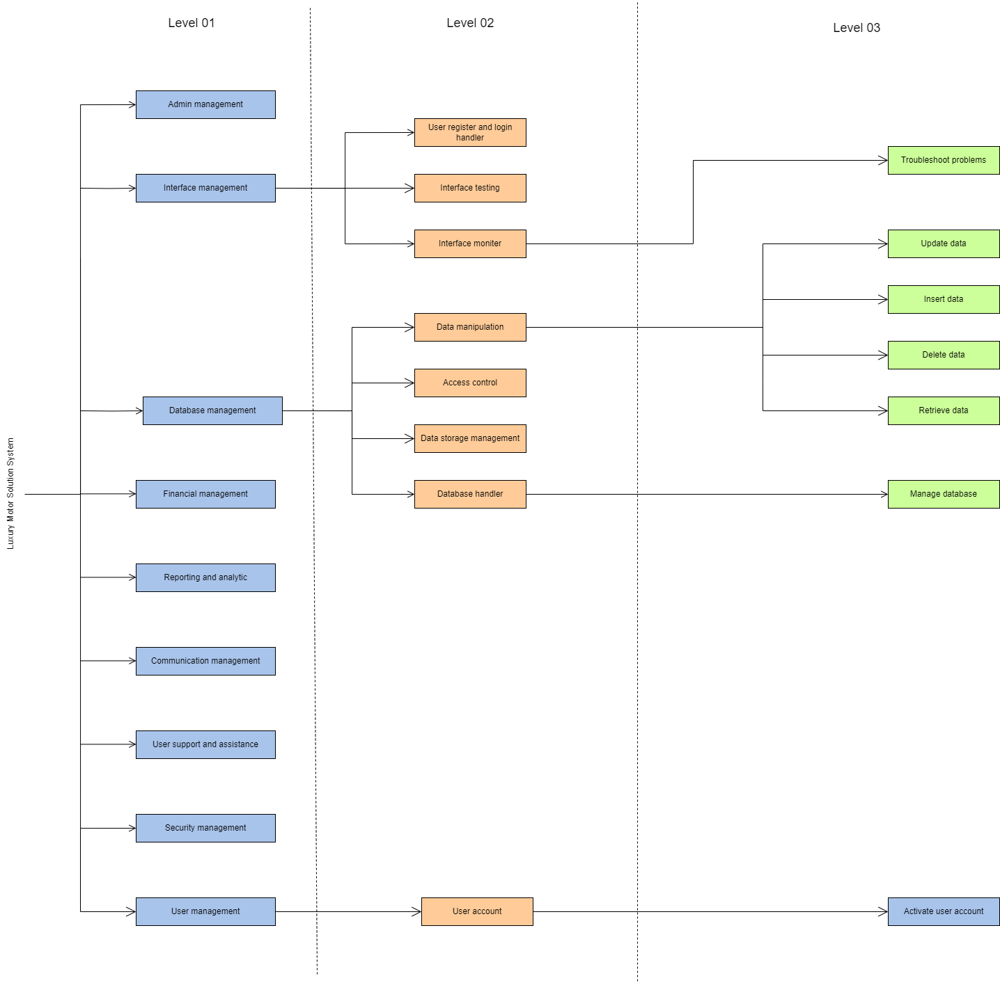 Level 01
Level 02
Level 03
Luxury Motor Solution System
Admin management
Interface management
Database management
Financial management
Reporting and analytic
Communication management
User support and assistance
Security management
User management
User register and login
handler
Interface testing
Interface moniter
Data manipulation
Access control
Data storage management
Database handler
User account
Troubleshoot problems
Update data
Insert data
Delete data
Retrieve data
Manage database
Activate user account